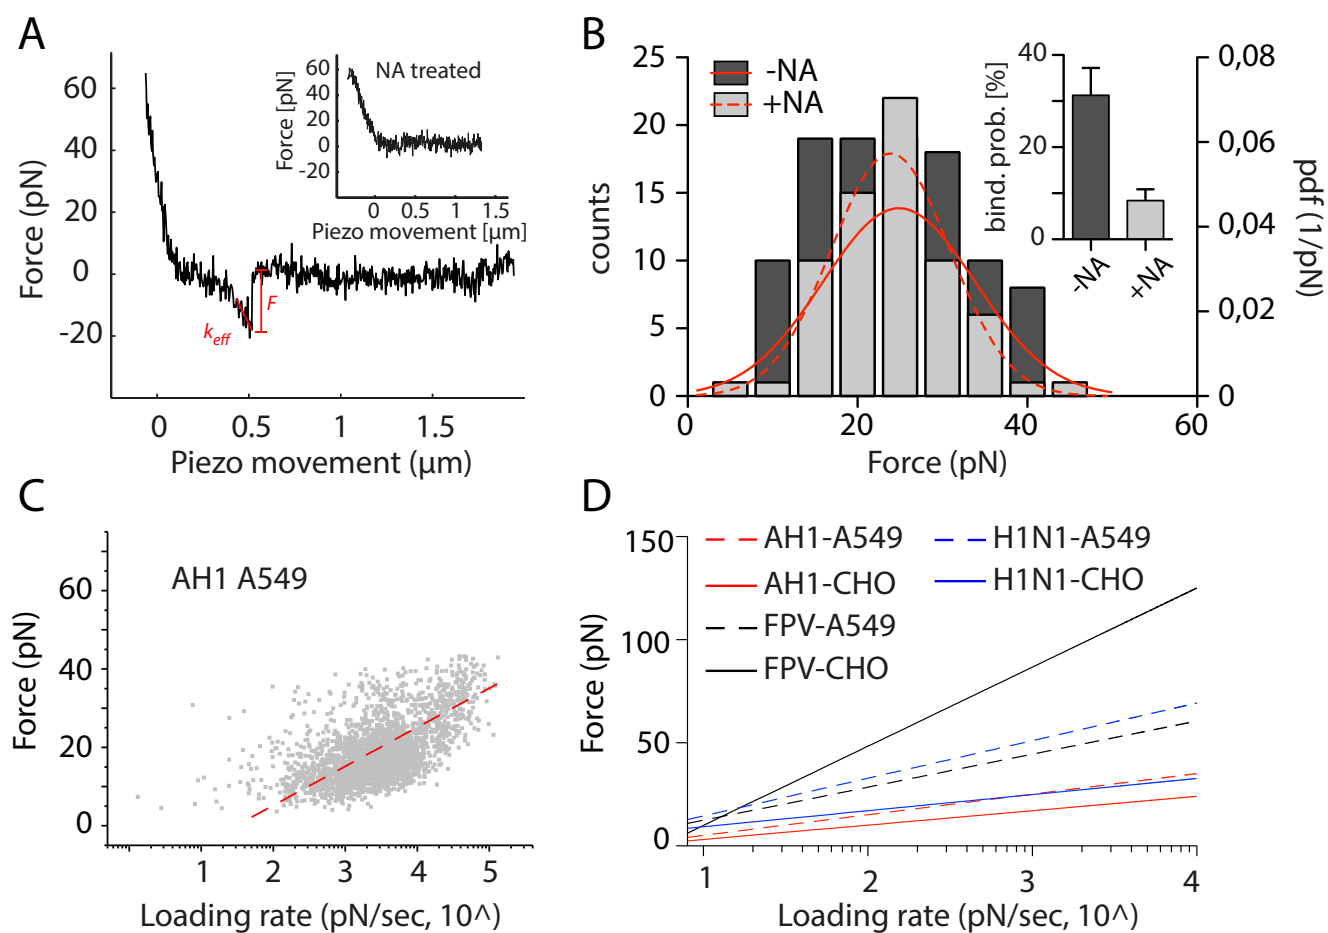 A
60
40
20
0
-20
Force (pN)
0
0.5
1
1.5
Piezo movement (µm)
k_eff
F
NA treated
60
40
20
0
-20
Force [pN]
0
0.5
1
1.5
Piezo movement [µm]
B
25
20
15
10
5
0
counts
-NA
+NA
0
20
40
60
Force (pN)
0,08
0,06
0,04
0,02
0
pdf (1/pN)
40
20
0
bind. prob. [%]
-NA
+NA
C
AH1 A549
60
40
20
0
Force (pN)
1
2
3
4
5
Loading rate (pN/sec, 10^)
D
150
100
50
0
Force (pN)
AH1-A549
AH1-CHO
FPV-A549
FPV-CHO
H1N1-A549
H1N1-CHO
1
2
3
4
Loading rate (pN/sec, 10^)